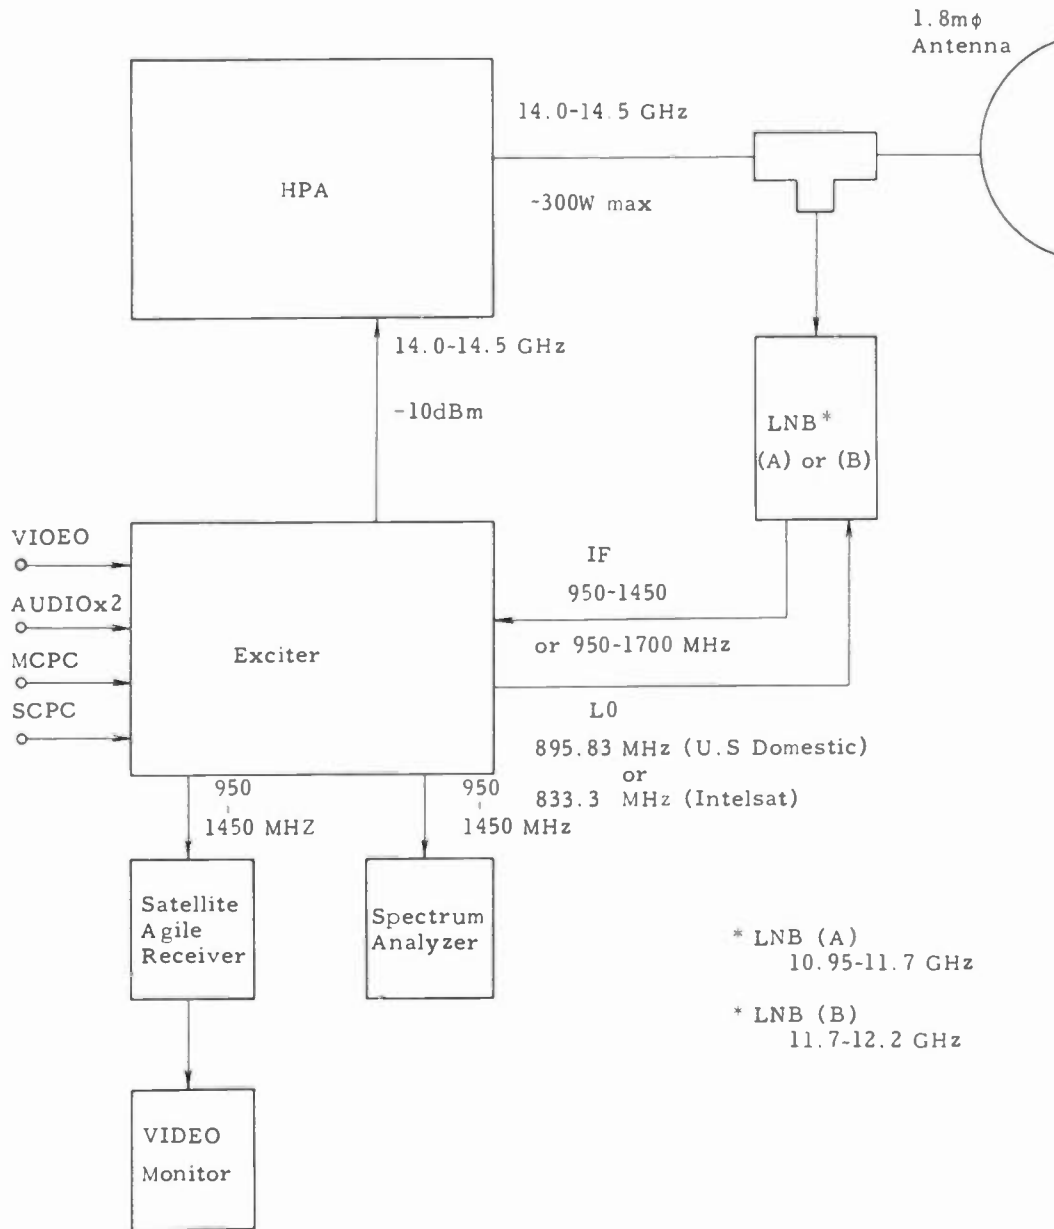 1.8mφ
Antenna
14.0-14.5 GHz
HPA
~300W max
14.0-14.5 GHz
-10dBm
LNB*
(A) or (B)
VIOEO
AUDIOx2
MCPC
SCPC
Exciter
IF
950-1450
or 950-1700 MHz
L0
895.83 MHz (U.S Domestic)
or
833.3 MHz (Intelsat)
950
1450 MHZ
950
1450 MHz
Satellite
Agile
Receiver
Spectrum
Analyzer
* LNB (A)
10.95-11.7 GHz
* LNB (B)
11.7-12.2 GHz
VIDEO
Monitor